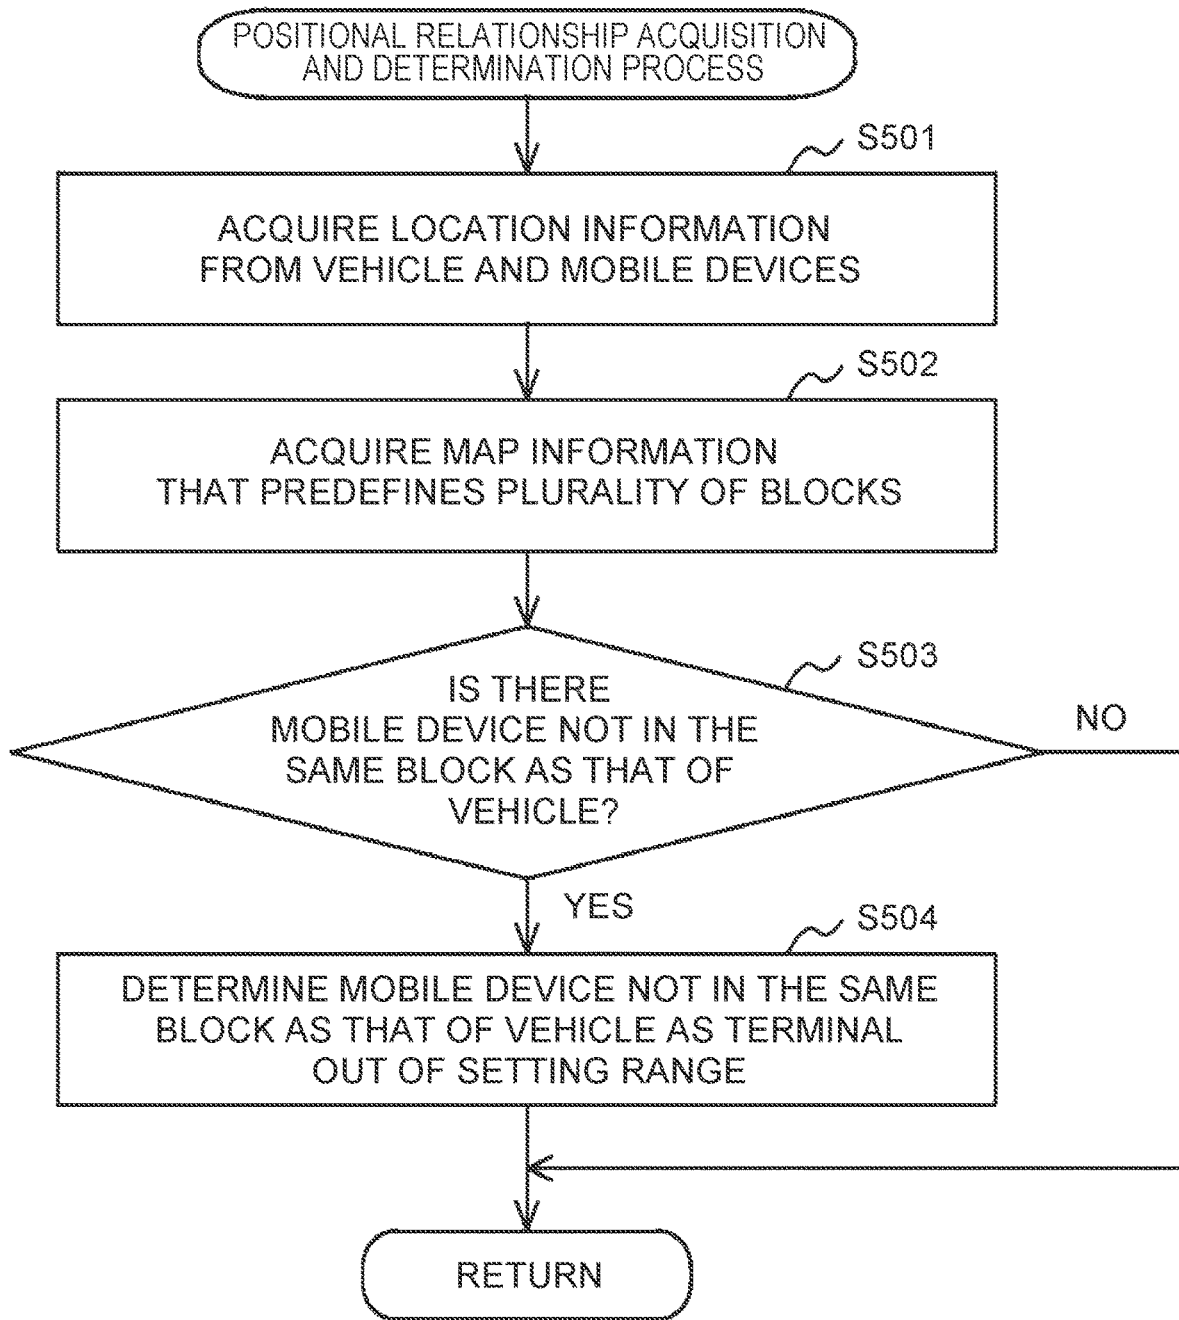 POSITIONAL RELATIONSHIP ACQUISITION
AND DETERMINATION PROCESS
S501
ACQUIRE LOCATION INFORMATION
FROM VEHICLE AND MOBILE DEVICES
S502
ACQUIRE MAP INFORMATION
THAT PREDEFINES PLURALITY OF BLOCKS
S503
IS THERE
MOBILE DEVICE NOT IN THE
SAME BLOCK AS THAT OF
VEHICLE?
NO
YES
S504
DETERMINE MOBILE DEVICE NOT IN THE SAME
BLOCK AS THAT OF VEHICLE AS TERMINAL
OUT OF SETTING RANGE
RETURN